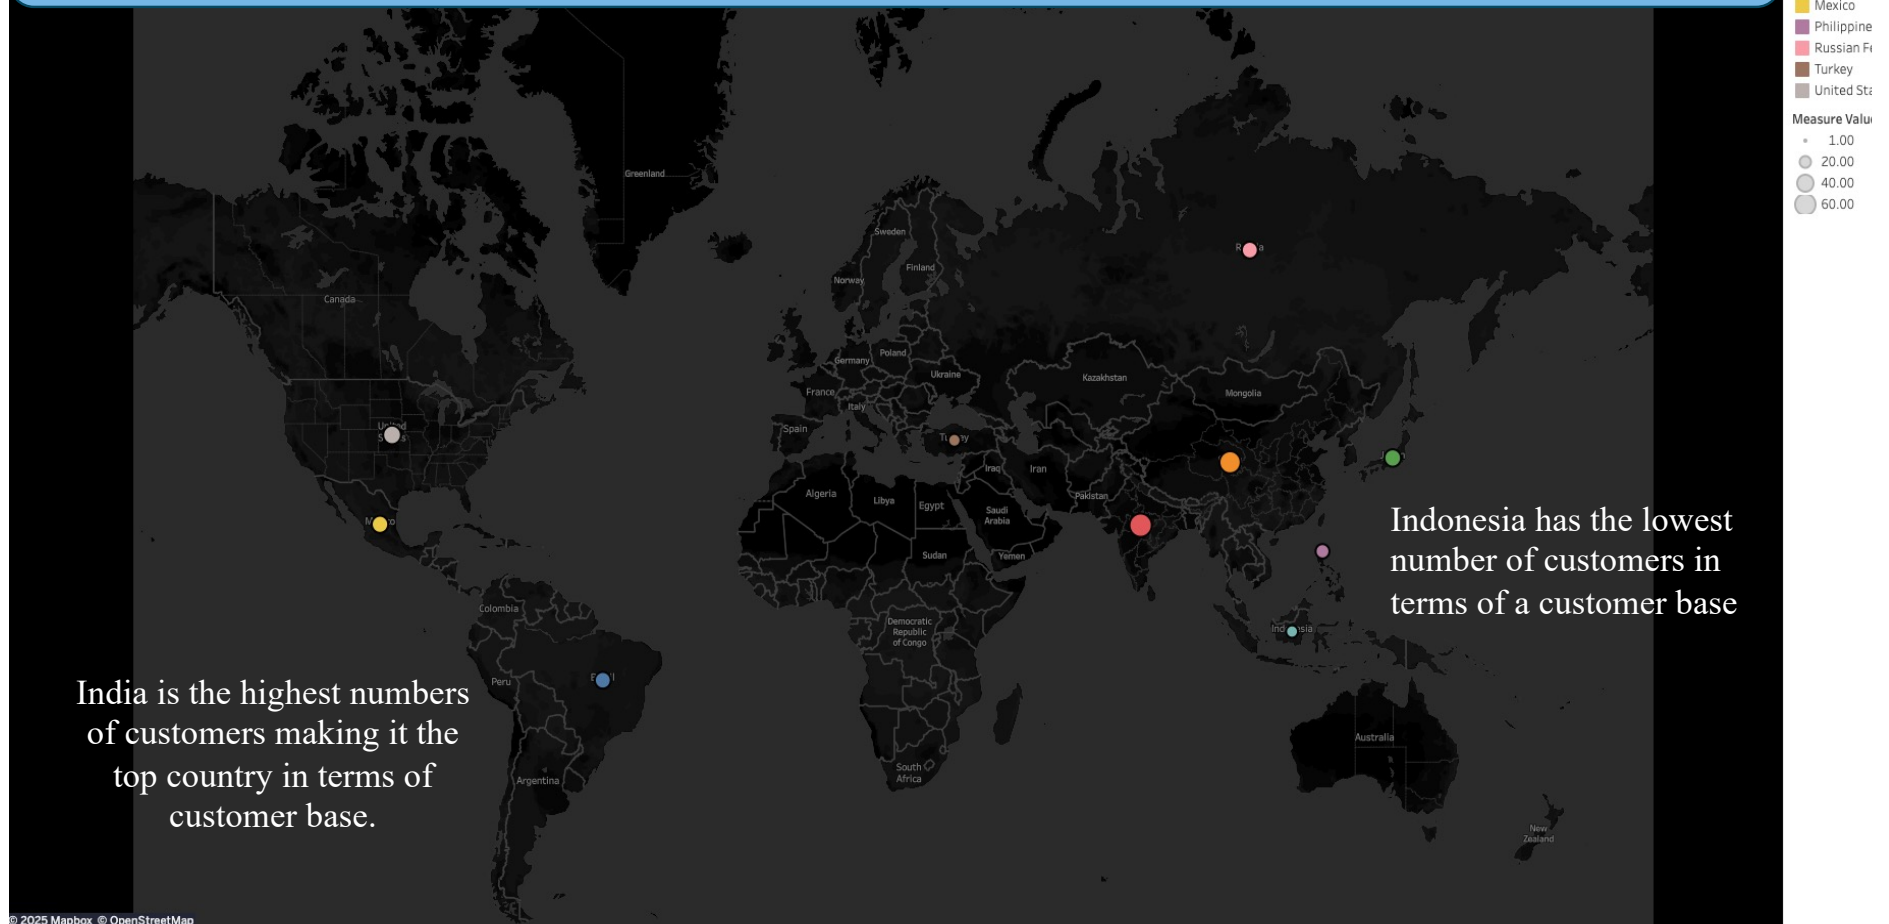 Mexico
Philippine
Russian Fe
Turkey
United Sta
Measure Valu
1.00
20.00
40.00
60.00
Greenland
Sweden
Finland
Norway
Canada
Poland
Germany
Ukraine
France
Italy
Kazakhstan
Mongolia
Spain
Iraq
Iran
Algeria
Libya
Egypt
Pakistan
Saudi
Arabia
Sudan
Yemen
Colombia
Democratic
Republic
of Congo
Peru
Argentina
South
Africa
Australia
New
Zealand
Indonesia has the lowest
number of customers in
terms of a customer base
India is the highest numbers
of customers making it the
top country in terms of
customer base.
© 2025 Mapbox © OpenStreetMap